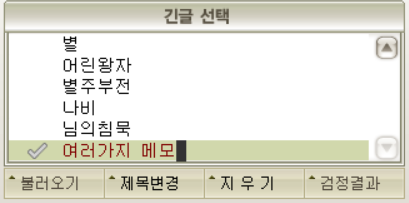 긴글 선택
별
어린왕자
별주부전
나비
님의침묵
여러가지 메모
불러오기 제목변경 지우기 검정결과